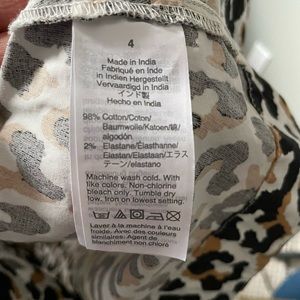 4
Made in India
Fabriqué en Inde
In Indien Hergestellt
Vervaardigd in India
インド製
Hecho en India
98% Cotton/Coton/
Baumwolle/Katoen/綿/
algodón
2% Elastane/Élasthanne/
Elastan/Elastaan/エラス
テーン/elastano
Machine wash cold. With
like colors. Non-chlorine
bleach only. Tumble dry
low. Iron on lowest setting.
Laver à la machine à l'eau
froide. Avec des couleurs
similaires. Agent de
blanchiment non chloré